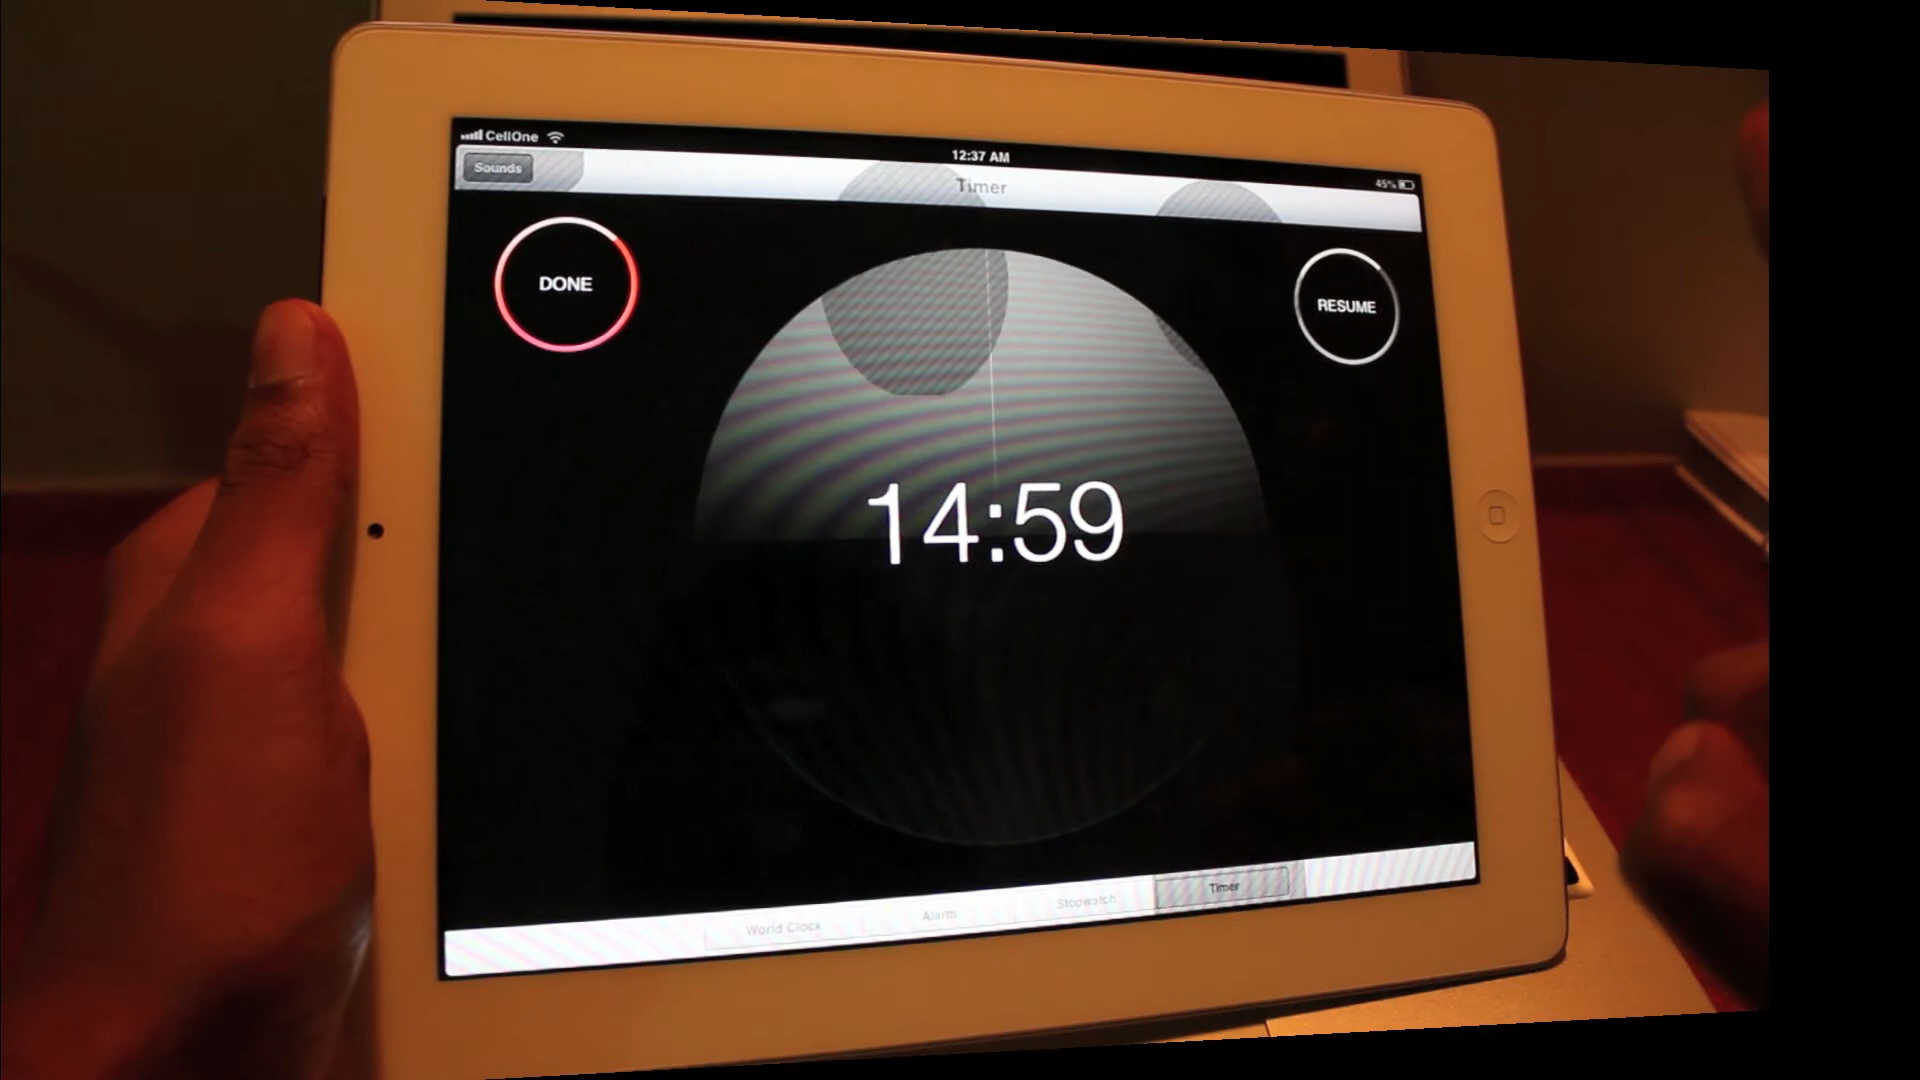 CellOne
12:37 AM
45%
Sounds
Timer
DONE
RESUME
14:59
World Clock
Alarm
Stopwatch
Timer